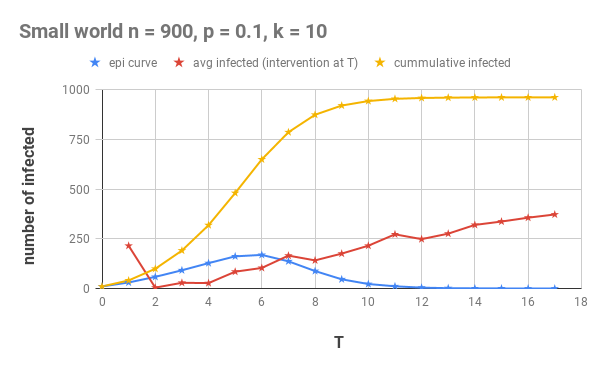 Small world n = 900, p = 0.1, k = 10
epi curve avg infected (intervention at T) cummulative infected
number of infected
1000
750
500
250
0
0 2 4 6 8 10 12 14 16 18
T